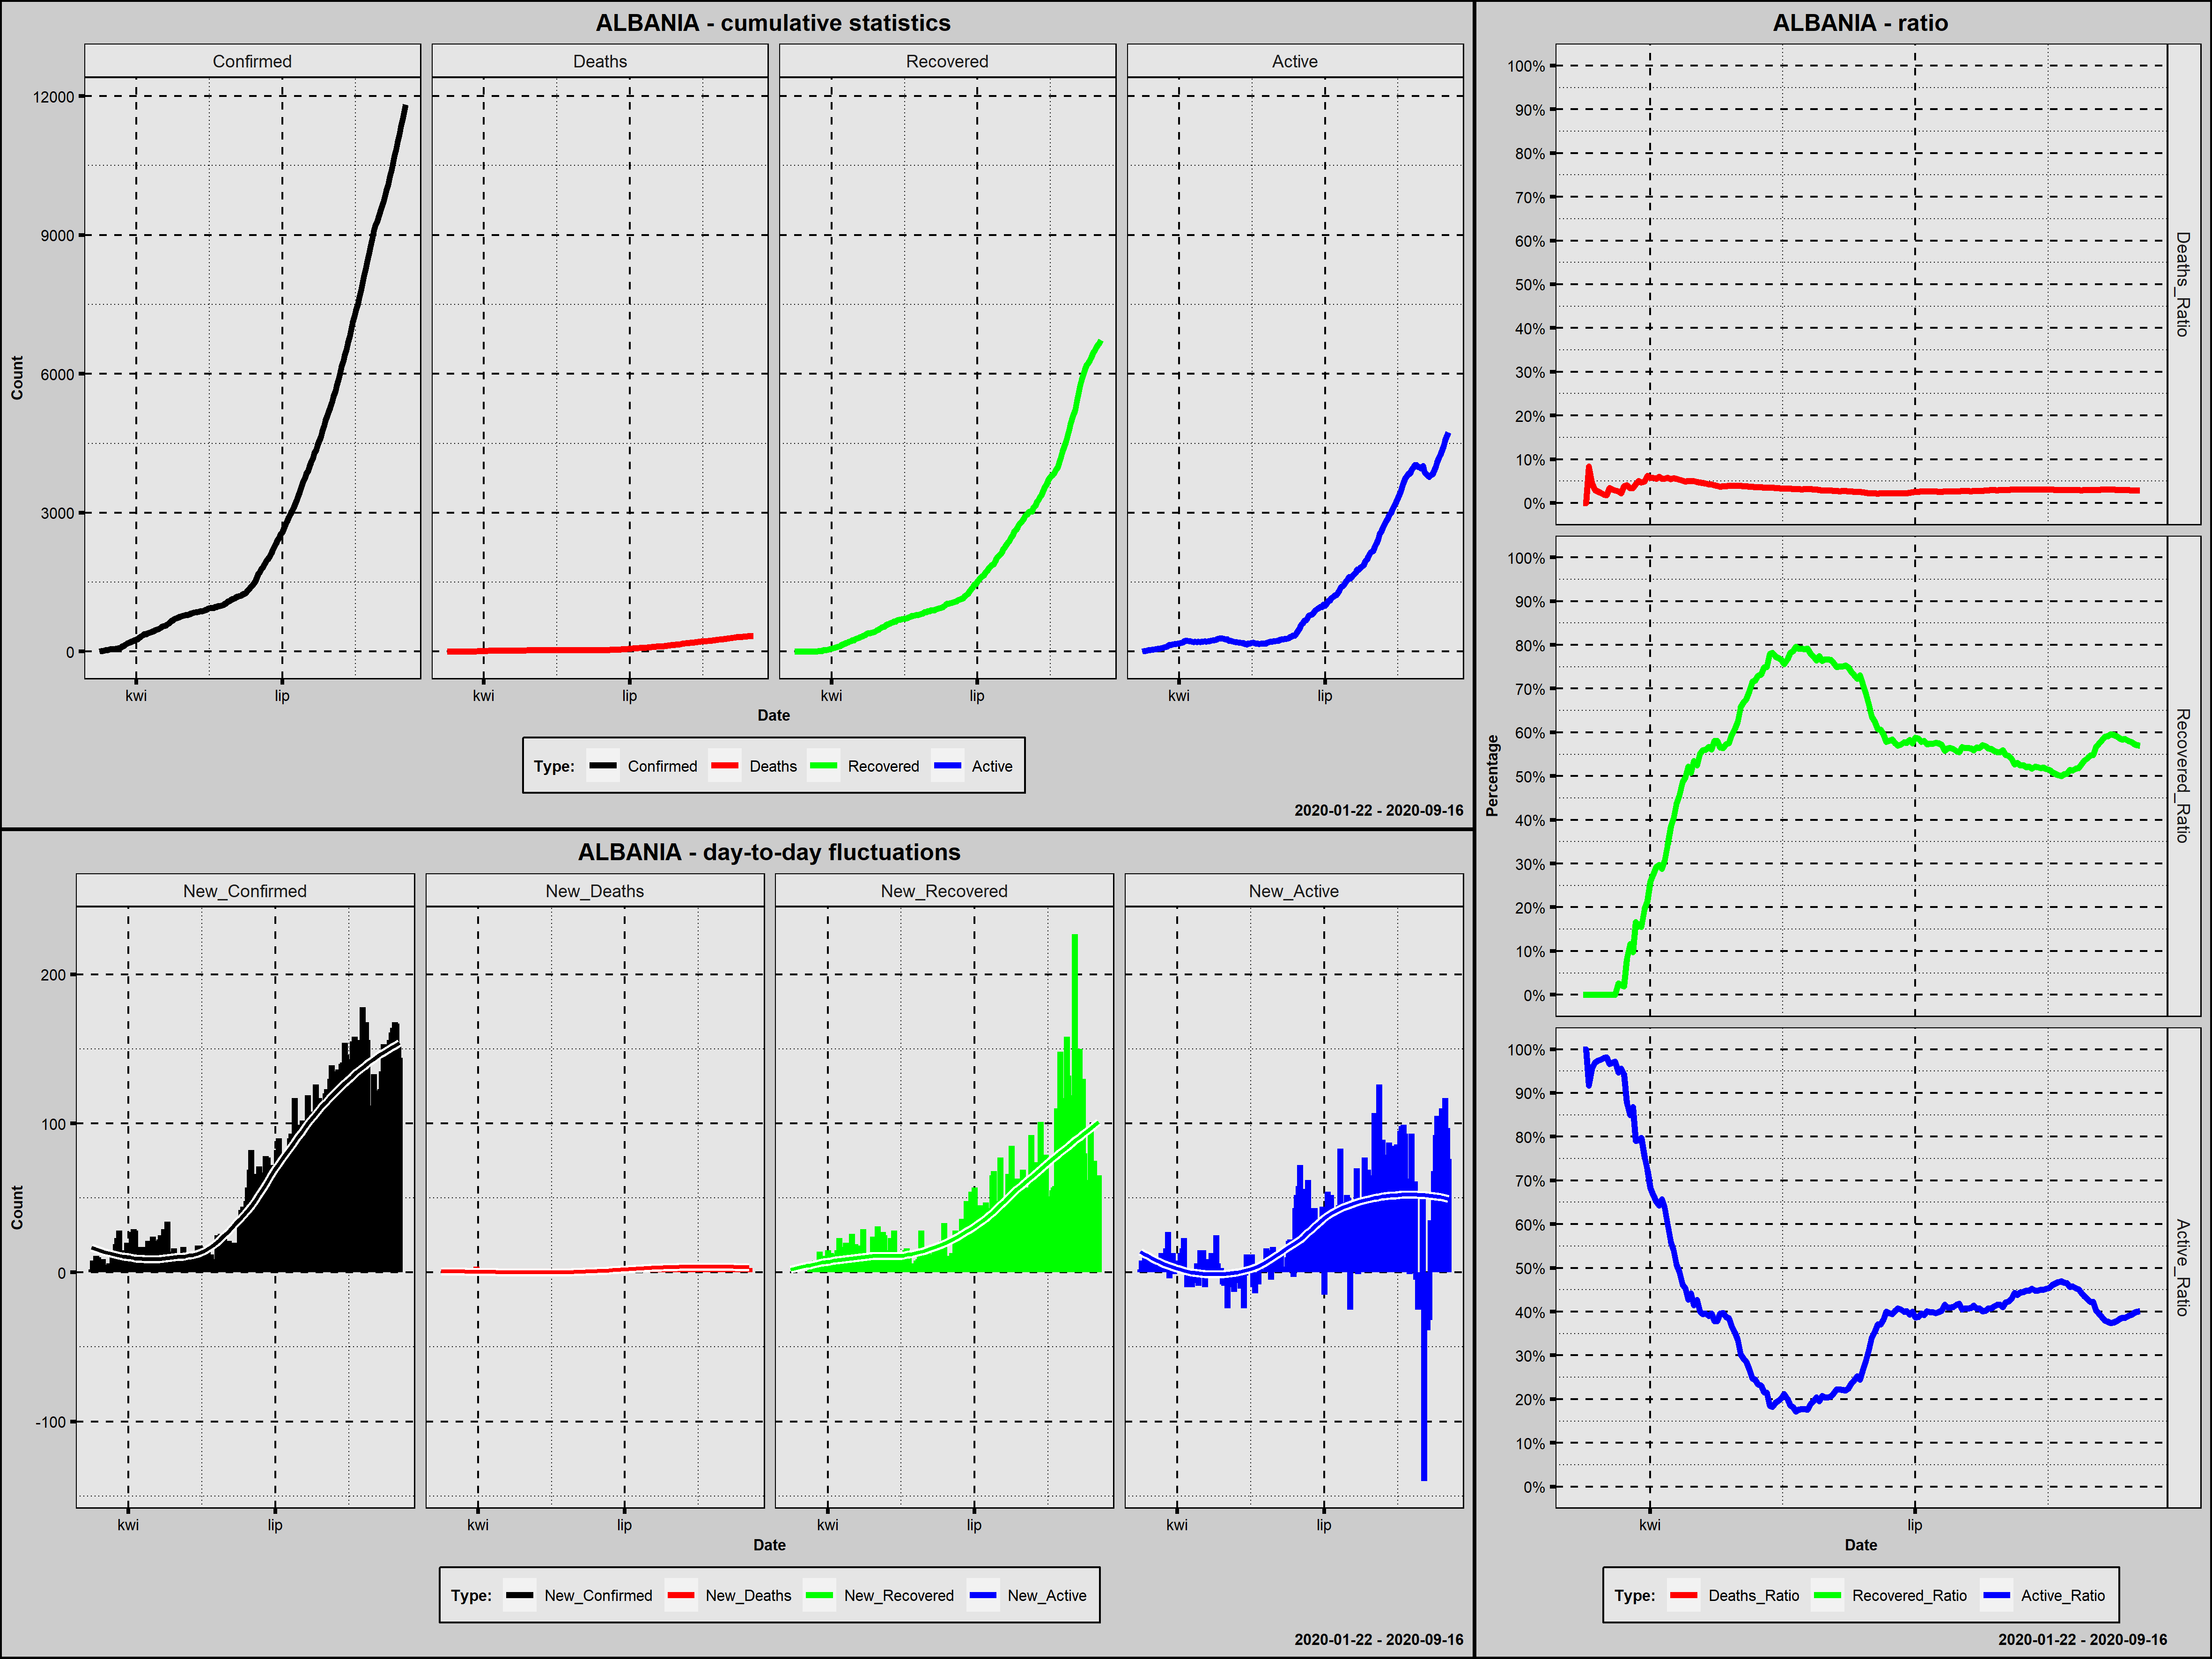 ALBANIA - cumulative statistics
Confirmed Deaths Recovered Active
Count
12000
9000
6000
3000
0
kwi lip kwi lip kwi lip kwi lip
Date
Type: Confirmed Deaths Recovered Active
2020-01-22 - 2020-09-16
ALBANIA - day-to-day fluctuations
New_Confirmed New_Deaths New_Recovered New_Active
Count
200
100
0
-100
kwi lip kwi lip kwi lip kwi lip
Date
Type: New_Confirmed New_Deaths New_Recovered New_Active
2020-01-22 - 2020-09-16
ALBANIA - ratio
Percentage
100%
90%
80%
70%
60%
50%
40%
30%
20%
10%
0%
Deaths_Ratio
100%
90%
80%
70%
60%
50%
40%
30%
20%
10%
0%
Recovered_Ratio
100%
90%
80%
70%
60%
50%
40%
30%
20%
10%
0%
Active_Ratio
kwi lip
Date
Type: Deaths_Ratio Recovered_Ratio Active_Ratio
2020-01-22 - 2020-09-16